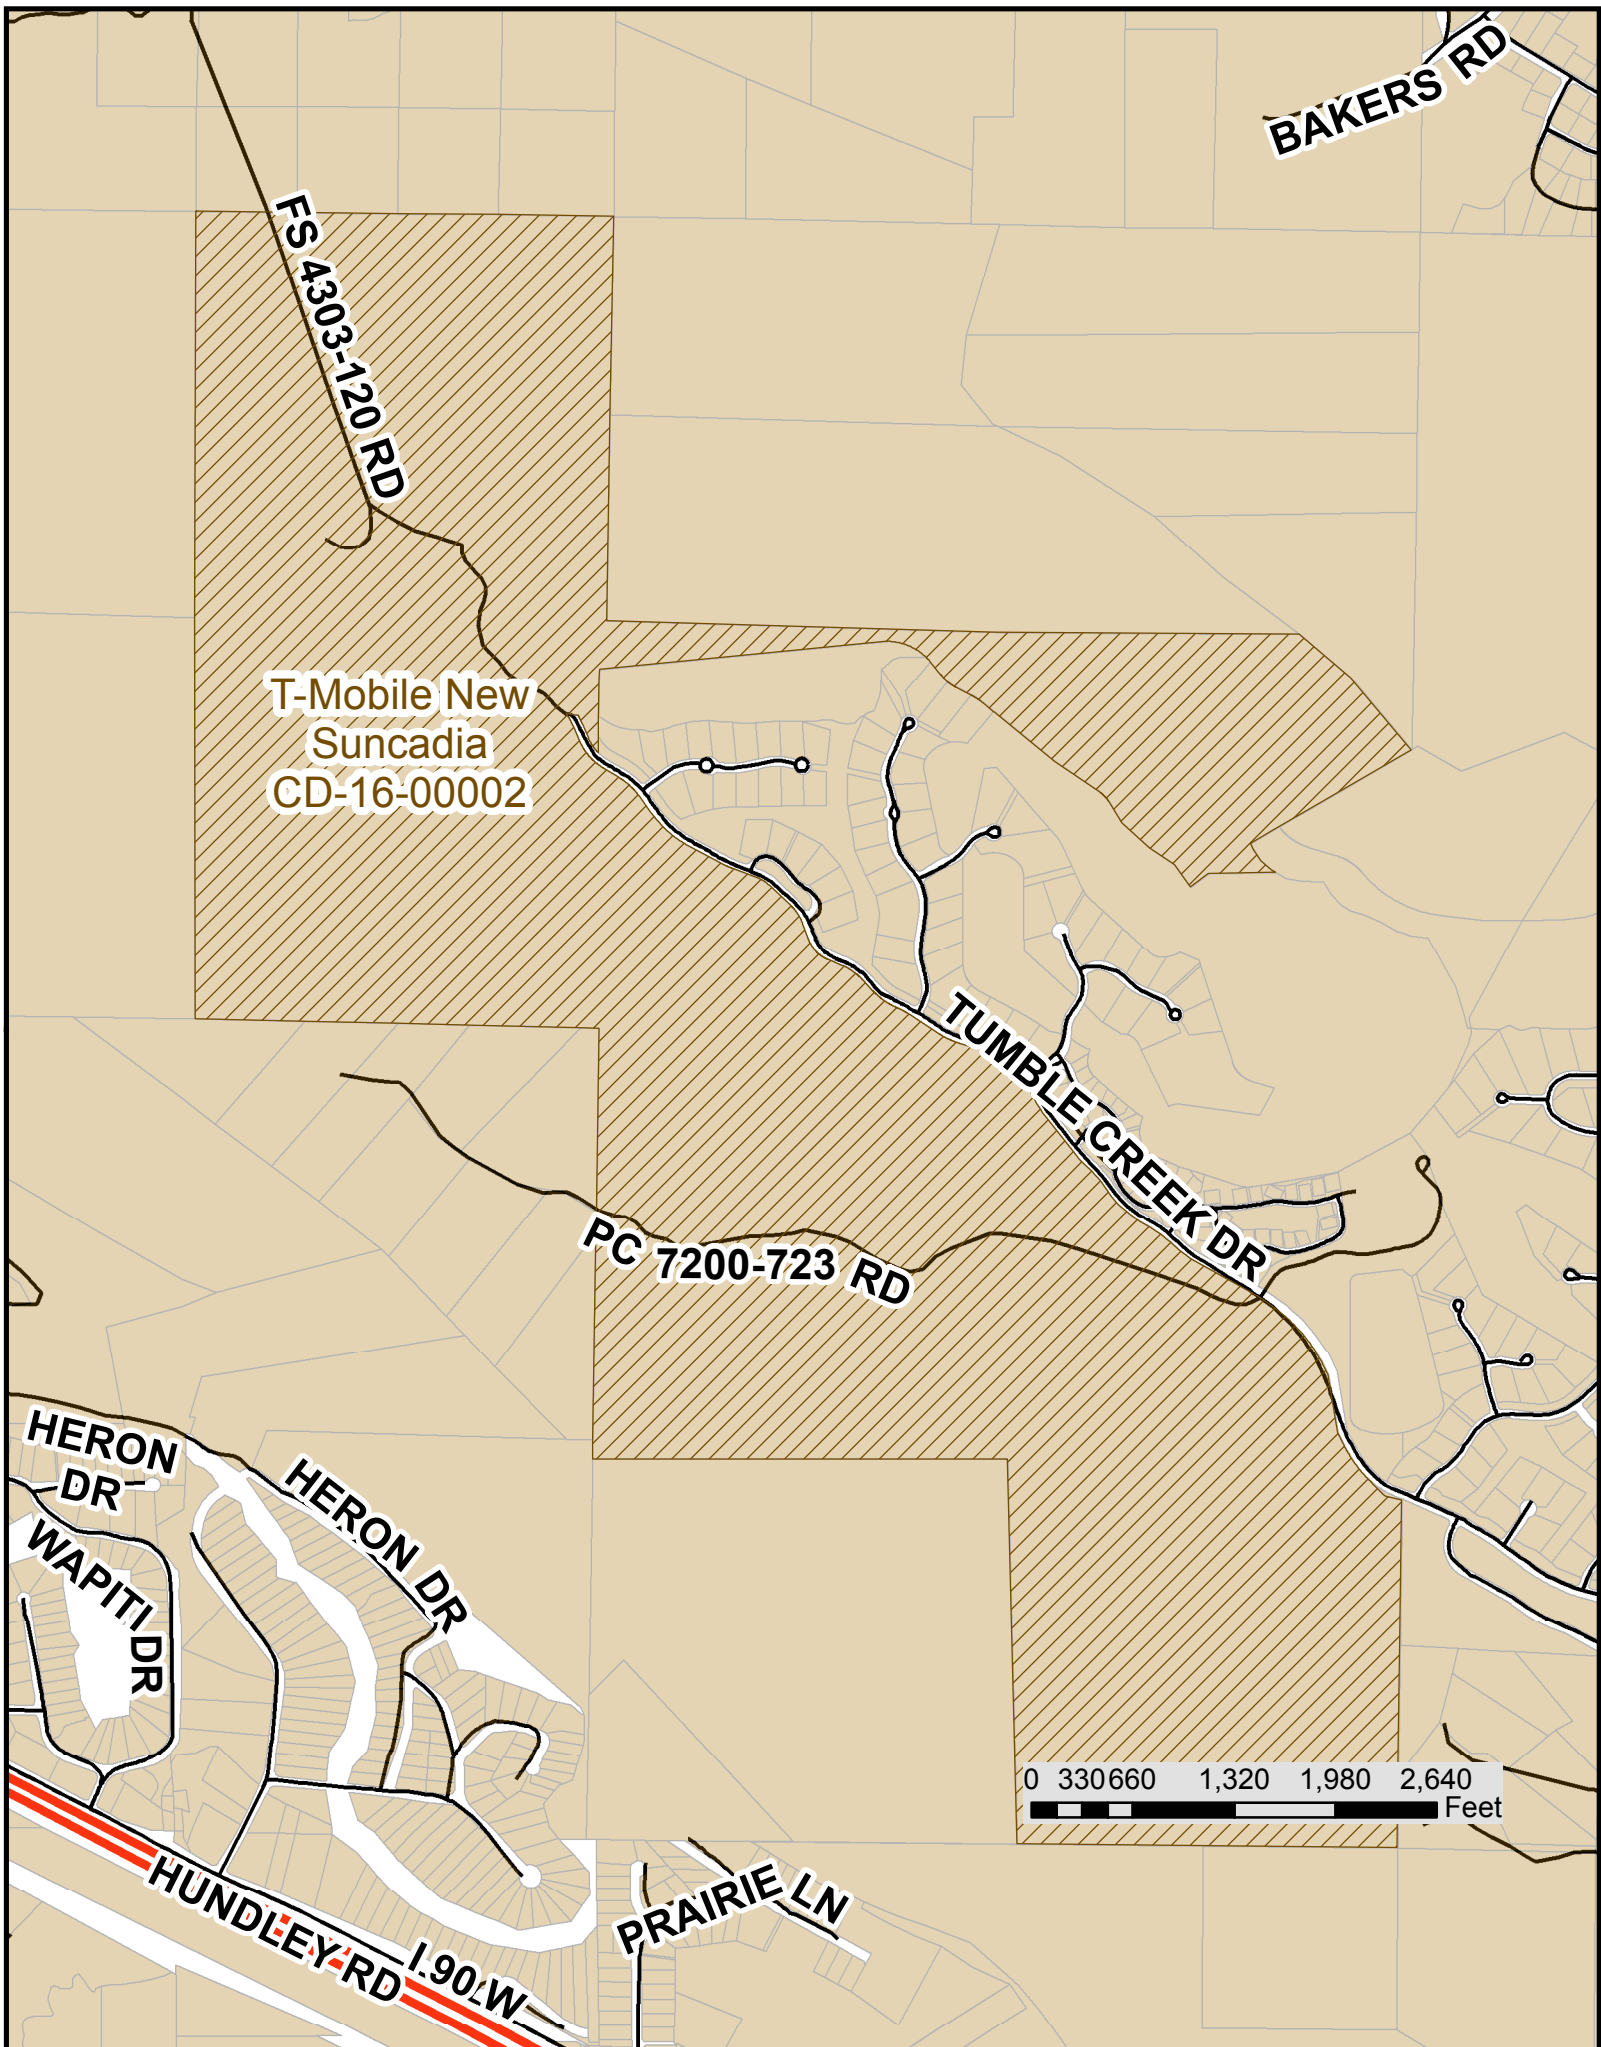 BAKERS RD
FS 4303-120 RD
T-Mobile New
Suncadia
CD-16-00002
TUMBLE CREEK DR
PC 7200-723 RD
HERON
DR
HERON DR
WAPITI DR
0 330 660 1,320 1,980 2,640
Feet
HUNDLEY RD
I 90 W
PRAIRIE LN